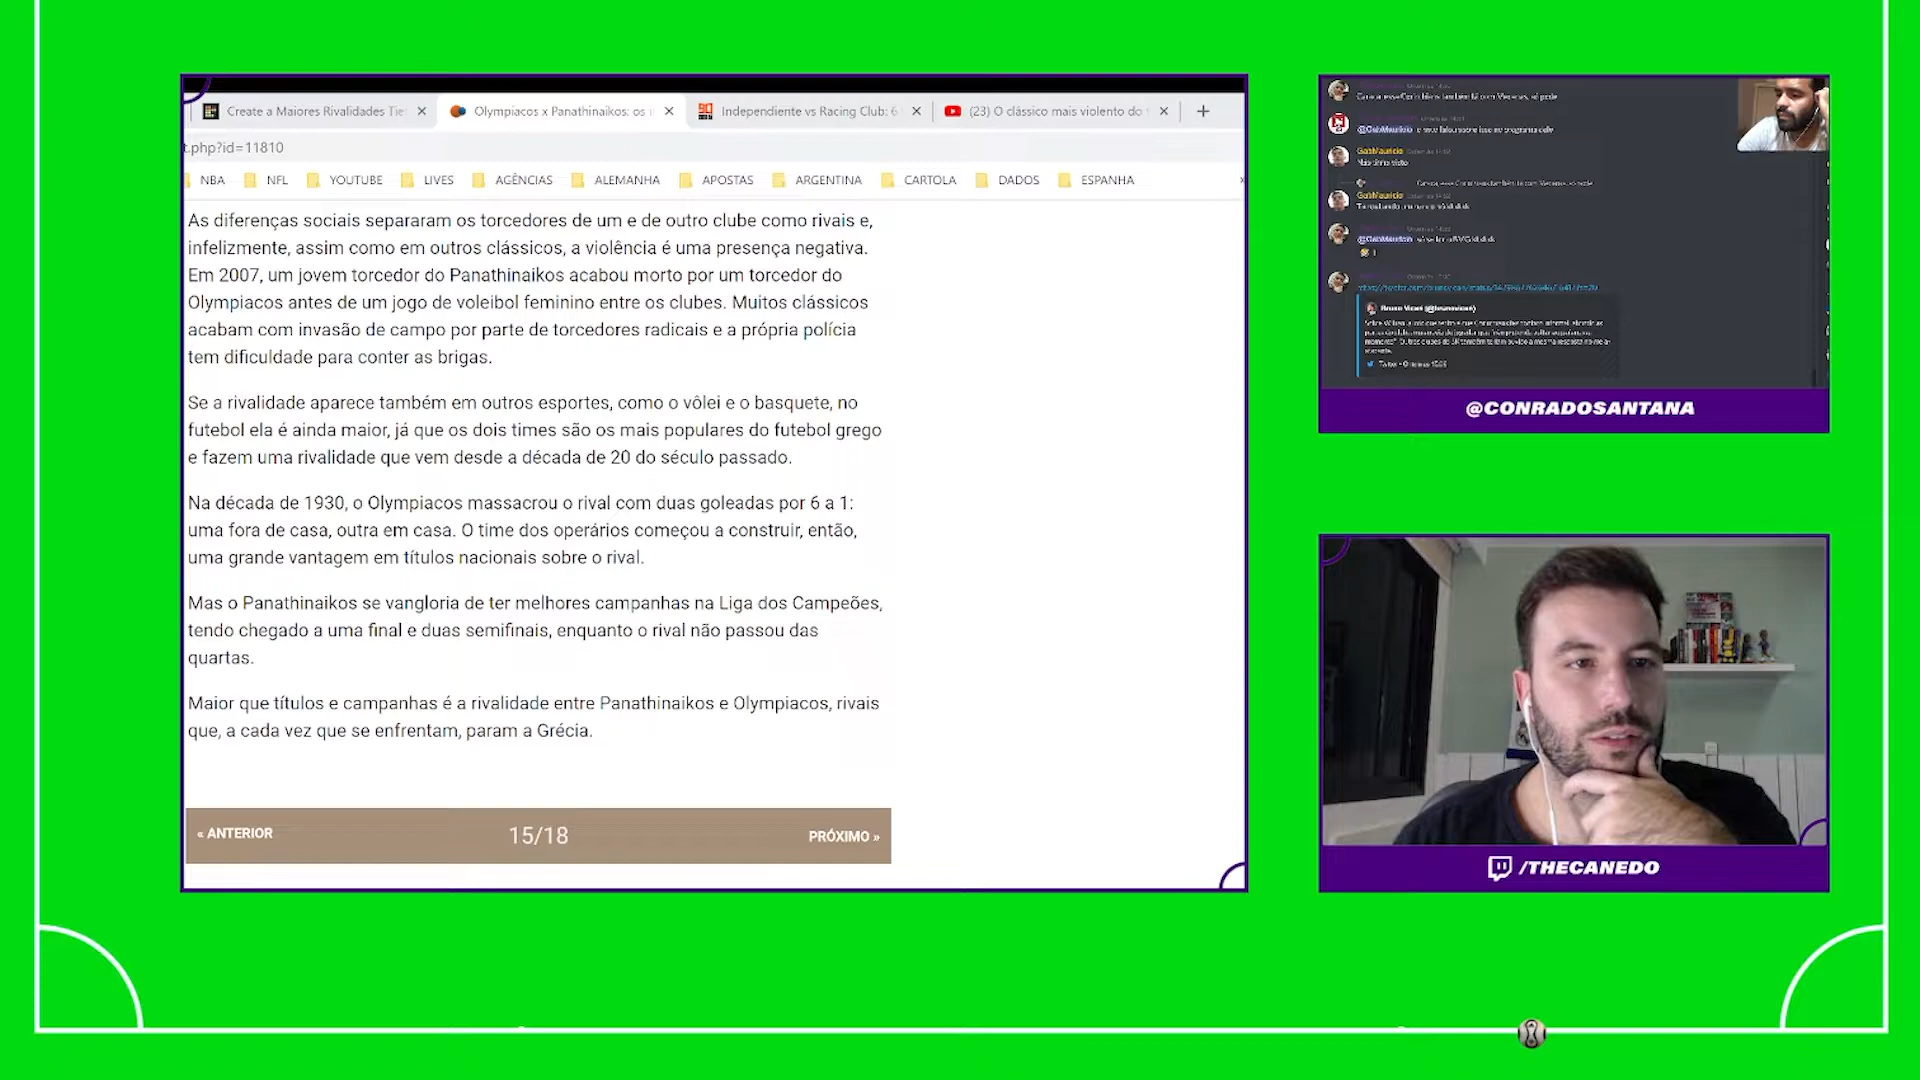 Create a Maiores Rivalidades Tie
Olympiacos x Panathinaikos: os
Independiente vs Racing Club: 6
(23) O clássico mais violento do
t.php?id=11810
NBA
NFL
YOUTUBE
LIVES
AGÊNCIAS
ALEMANHA
APOSTAS
ARGENTINA
CARTOLA
DADOS
ESPANHA
»
As diferenças sociais separaram os torcedores de um e de outro clube como rivais e,
infelizmente, assim como em outros clássicos, a violência é uma presença negativa.
Em 2007, um jovem torcedor do Panathinaikos acabou morto por um torcedor do
Olympiacos antes de um jogo de voleibol feminino entre os clubes. Muitos clássicos
acabam com invasão de campo por parte de torcedores radicais e a própria polícia
tem dificuldade para conter as brigas.
Se a rivalidade aparece também em outros esportes, como o vôlei e o basquete, no
futebol ela é ainda maior, já que os dois times são os mais populares do futebol grego
e fazem uma rivalidade que vem desde a década de 20 do século passado.
Na década de 1930, o Olympiacos massacrou o rival com duas goleadas por 6 a 1:
uma fora de casa, outra em casa. O time dos operários começou a construir, então,
uma grande vantagem em títulos nacionais sobre o rival.
Mas o Panathinaikos se vangloria de ter melhores campanhas na Liga dos Campeões,
tendo chegado a uma final e duas semifinais, enquanto o rival não passou das
quartas.
Maior que títulos e campanhas é a rivalidade entre Panathinaikos e Olympiacos, rivais
que, a cada vez que se enfrentam, param a Grécia.
« ANTERIOR
15/18
PRÓXIMO »
@GabMauricio
GabMauricio
Não tinha visto
GabMauricio
@GabMauricio
@CONRADOSANTANA
/THECANEDO